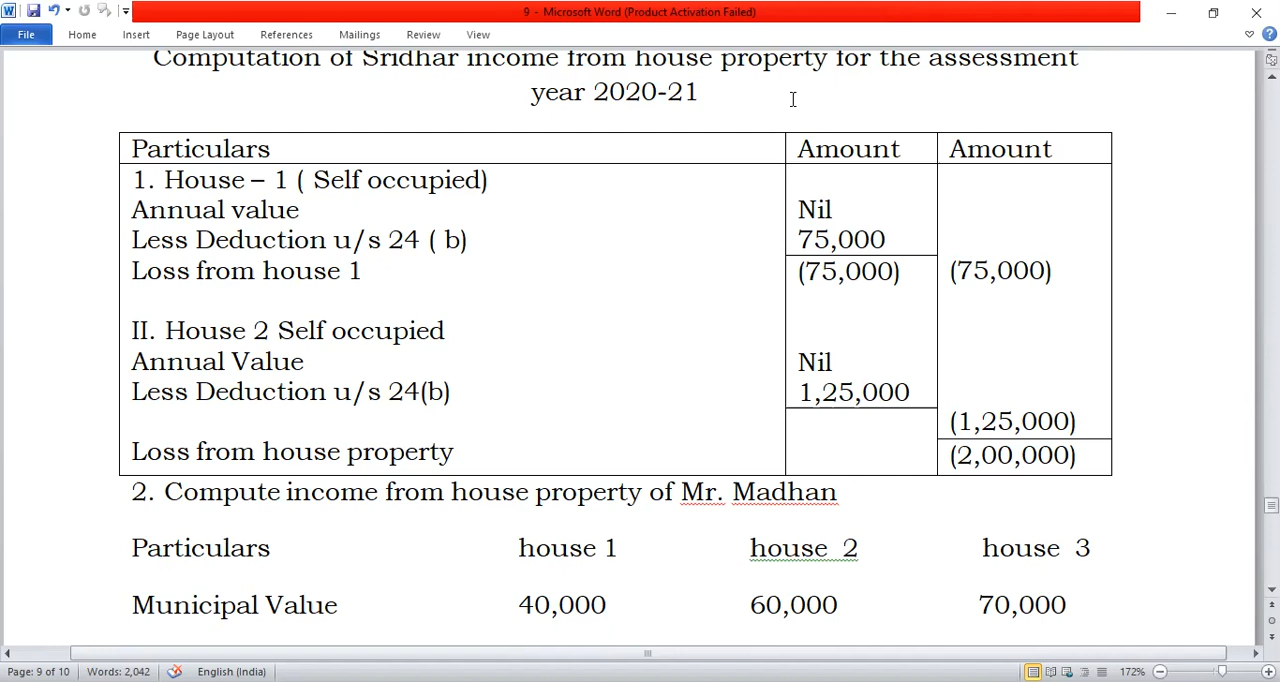 9 - Microsoft Word (Product Activation Failed)
File Home Insert Page Layout References Mailings Review View
Computation of Sridhar income from house property for the assessment
year 2020-21
Particulars Amount Amount
1. House – 1 ( Self occupied)
Annual value Nil
Less Deduction u/s 24 ( b) 75,000
Loss from house 1 (75,000) (75,000)
II. House 2 Self occupied
Annual Value Nil
Less Deduction u/s 24(b) 1,25,000
(1,25,000)
Loss from house property (2,00,000)
2. Compute income from house property of Mr. Madhan
Particulars house 1 house 2 house 3
Municipal Value 40,000 60,000 70,000
Page: 9 of 10 Words: 2,042 English (India) 172%